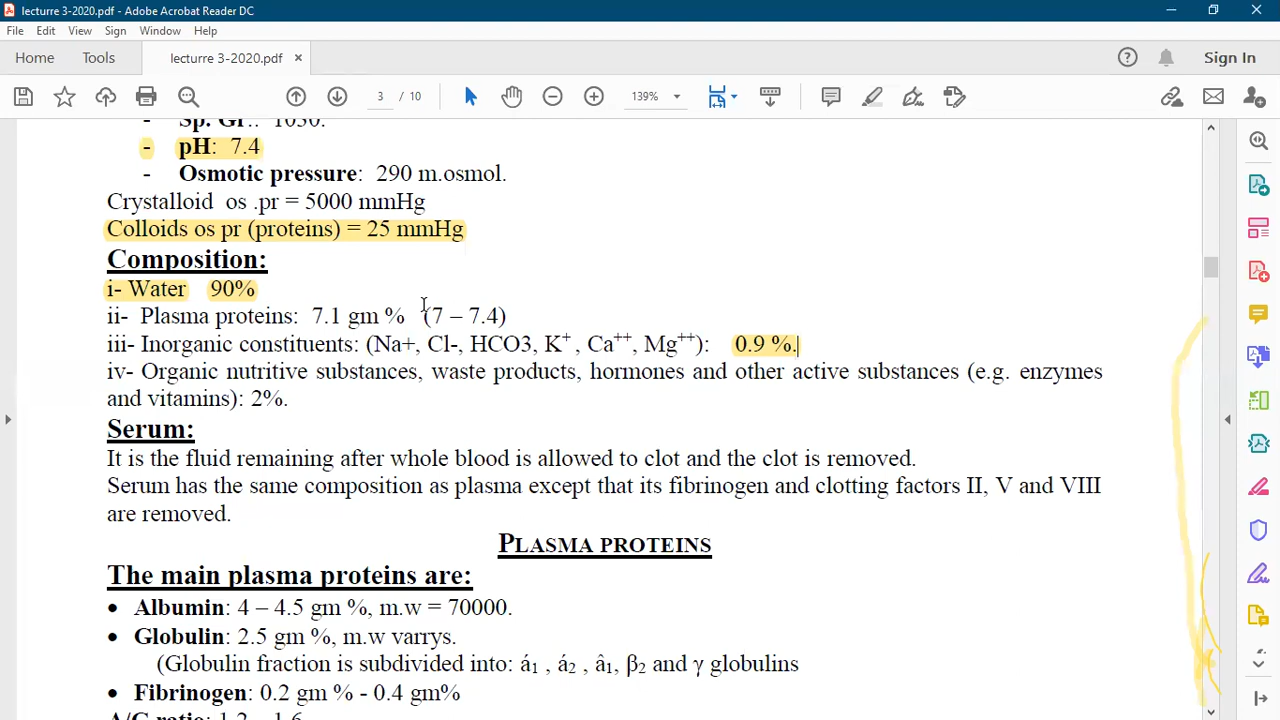 lecturre 3-2020.pdf - Adobe Acrobat Reader DC
File Edit View Sign Window Help
Home Tools lecturre 3-2020.pdf × Sign In
3 / 10 139%
- Sp. Gr.: 1030.
- pH: 7.4
- Osmotic pressure: 290 m.osmol.
Crystalloid os .pr = 5000 mmHg
Colloids os pr (proteins) = 25 mmHg
Composition:
i- Water 90%
ii- Plasma proteins: 7.1 gm % (7 – 7.4)
iii- Inorganic constituents: (Na+, Cl-, HCO3, K⁺ , Ca⁺⁺, Mg⁺⁺): 0.9 %.
iv- Organic nutritive substances, waste products, hormones and other active substances (e.g. enzymes
and vitamins): 2%.
Serum:
It is the fluid remaining after whole blood is allowed to clot and the clot is removed.
Serum has the same composition as plasma except that its fibrinogen and clotting factors II, V and VIII
are removed.
PLASMA PROTEINS
The main plasma proteins are:
• Albumin: 4 – 4.5 gm %, m.w = 70000.
• Globulin: 2.5 gm %, m.w varrys.
(Globulin fraction is subdivided into: á₁ , á₂ , â₁, β₂ and γ globulins
• Fibrinogen: 0.2 gm % - 0.4 gm%
A/G ratio: 1.2 – 1.6